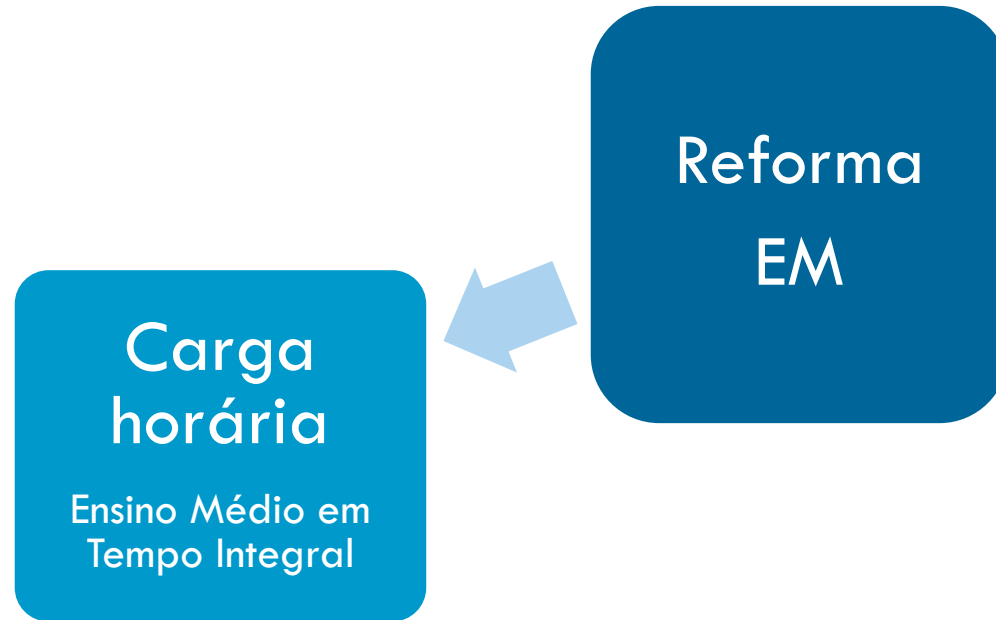 Reforma
EM
Carga
horária
Ensino Médio em
Tempo Integral